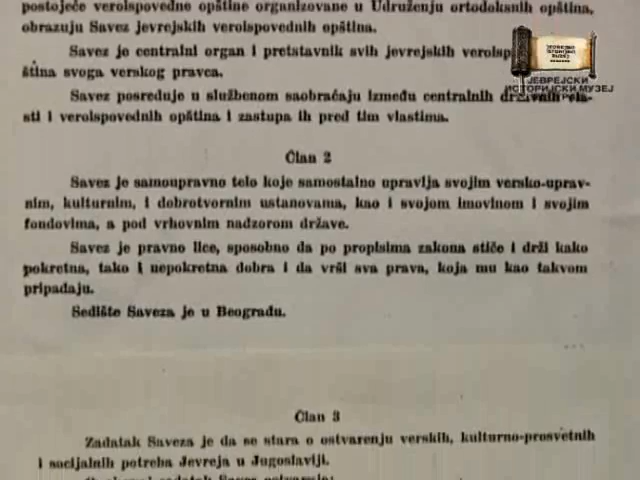 postojeće veroispovedne opštine organizovane u Udruženju ortodoksnih opština,
obrazuju Savez jevrejskih veroispovednih opština.
Savez je centralni organ i pretstavnik svih jevrejskih
ština svoga verskog pravca.
Savez posreduje u službenom saobraćaju između centralnih državnih vla-
sti i veroispovednih opština i zastupa ih pred tim vlastima.
Član 2
Savez je samoupravno telo koje samostalno upravlja svojim versko-uprav-
nim, kulturnim, i dobrotvornim ustanovama, kao i svojom imovinom i svojim
fondovima, a pod vrhovnim nadzorom države.
Savez je pravno lice, sposobno da po propisima zakona stiče i drži kako
pokretna, tako i nepokretna dobra i da vrši sva prava, koja mu kao takvom
pripadaju.
Sedište Saveza je u Beogradu.
Član 3
Zadatak Saveza je da se stara o ostvarenju verskih, kulturno-prosvetnih
i socijalnih potreba Jevreja u Jugoslaviji.
ЈЕВРЕЈСКИ
ИСТОРИЈСКИ МУЗЕЈ